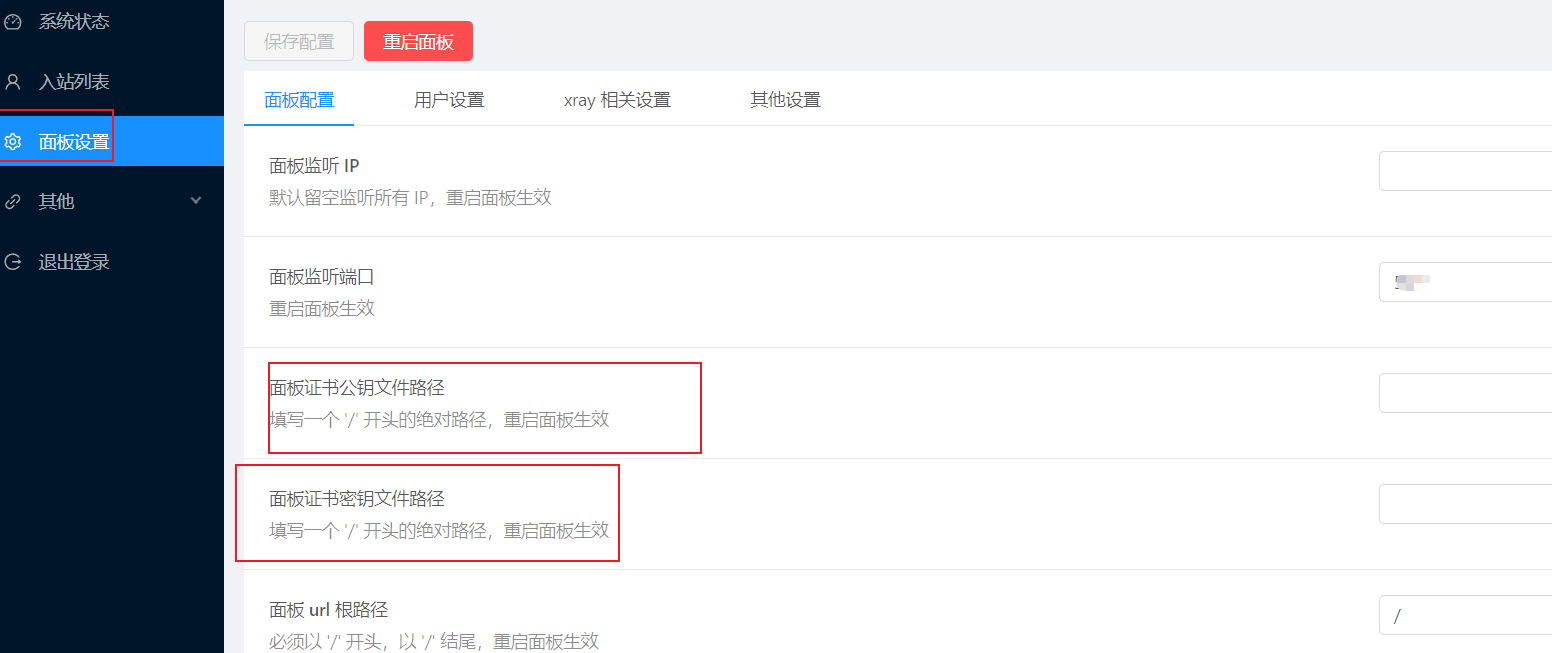 系统状态
入站列表
面板设置
其他
退出登录
保存配置
重启面板
面板配置
用户设置
xray 相关设置
其他设置
面板监听 IP
默认留空监听所有 IP，重启面板生效
面板监听端口
重启面板生效
面板证书公钥文件路径
填写一个 '/' 开头的绝对路径，重启面板生效
面板证书密钥文件路径
填写一个 '/' 开头的绝对路径，重启面板生效
面板 url 根路径
/
必须以 '/' 开头，以 '/' 结尾，重启面板生效